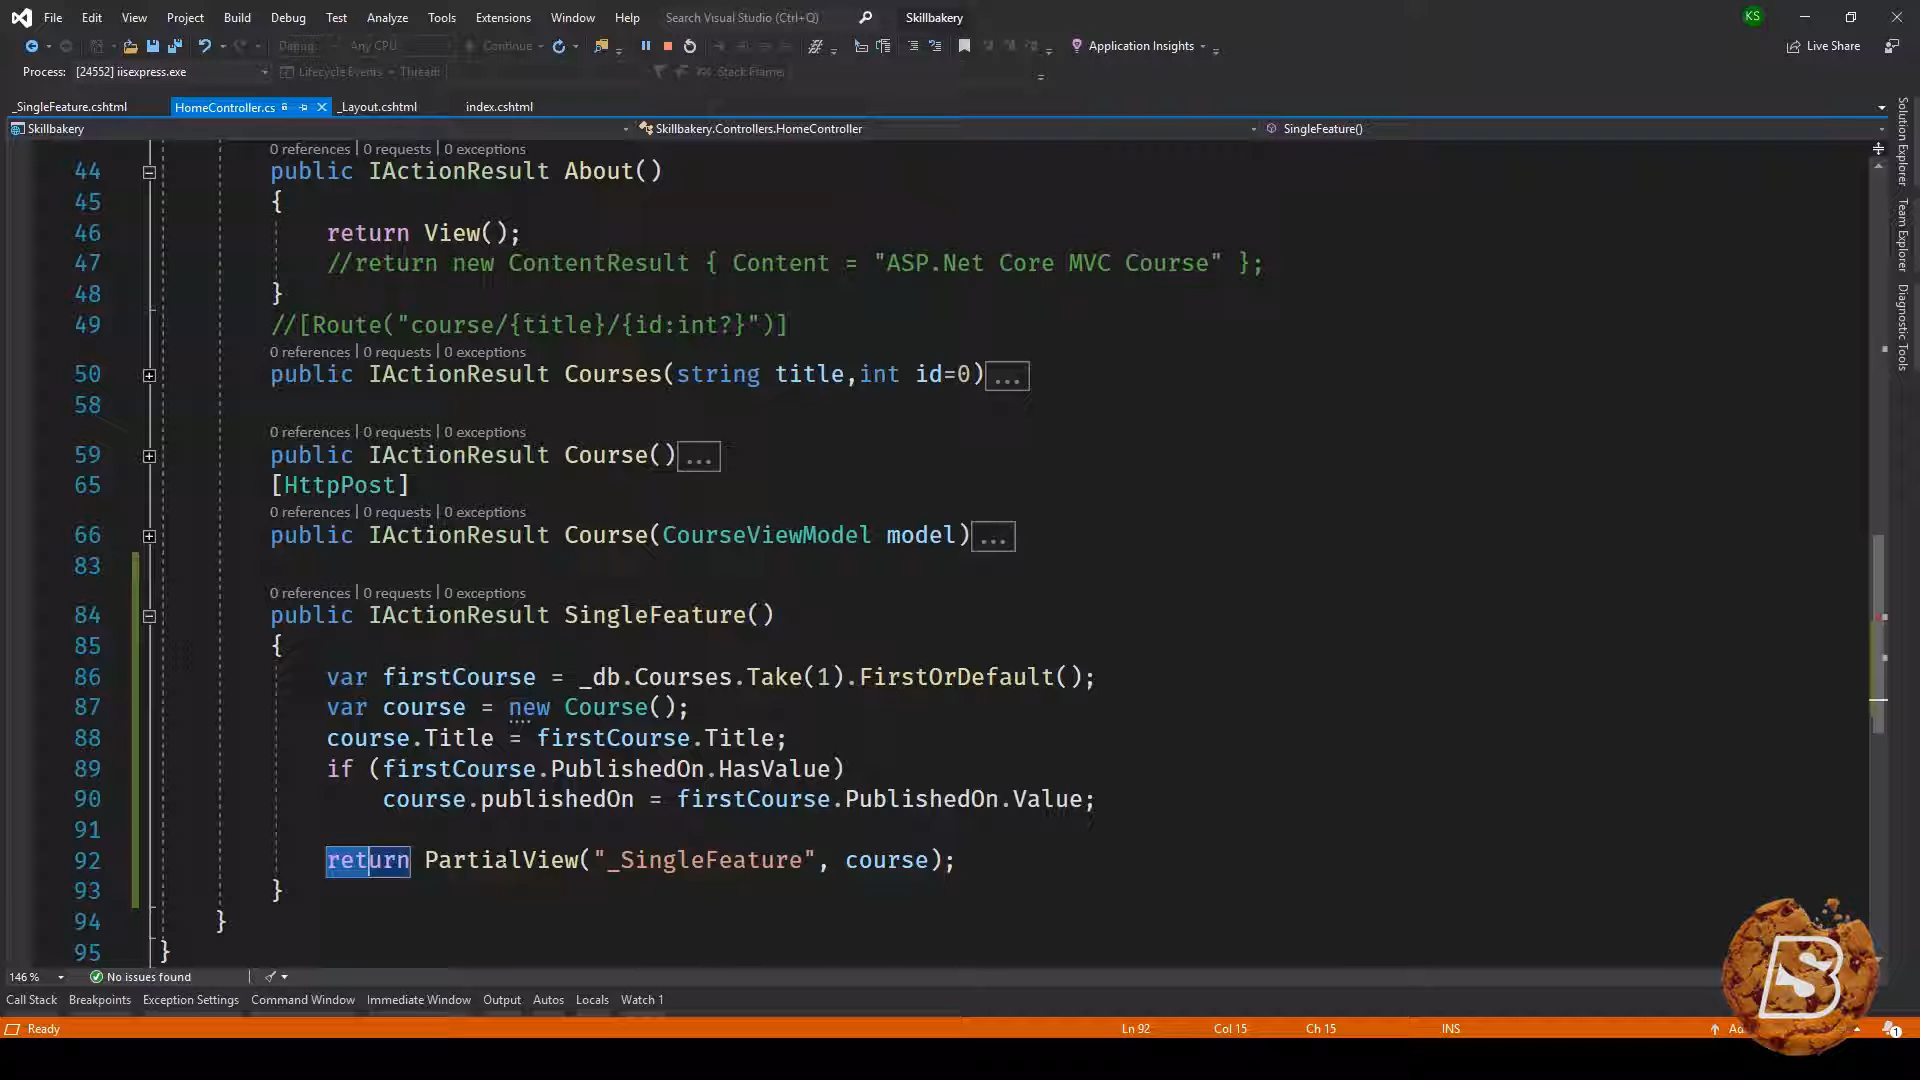 File Edit View Project Build Debug Test Analyze Tools Extensions Window Help Search Visual Studio (Ctrl+Q) Skillbakery KS
Debug Any CPU Continue Application Insights Live Share
Process: [24552] iisexpress.exe Lifecycle Events Thread: Stack Frame:
_SingleFeature.cshtml HomeController.cs _Layout.cshtml index.cshtml
Skillbakery Skillbakery.Controllers.HomeController SingleFeature()
Solution Explorer
Team Explorer
Diagnostic Tools
0 references | 0 requests | 0 exceptions
44 public IActionResult About()
45 {
46 return View();
47 //return new ContentResult { Content = "ASP.Net Core MVC Course" };
48 }
49 //[Route("course/{title}/{id:int?}")]
0 references | 0 requests | 0 exceptions
50 public IActionResult Courses(string title,int id=0)...
58
0 references | 0 requests | 0 exceptions
59 public IActionResult Course()...
65 [HttpPost]
0 references | 0 requests | 0 exceptions
66 public IActionResult Course(CourseViewModel model)...
83
0 references | 0 requests | 0 exceptions
84 public IActionResult SingleFeature()
85 {
86 var firstCourse = _db.Courses.Take(1).FirstOrDefault();
87 var course = new Course();
88 course.Title = firstCourse.Title;
89 if (firstCourse.PublishedOn.HasValue)
90 course.publishedOn = firstCourse.PublishedOn.Value;
91
92 return PartialView("_SingleFeature", course);
93 }
94 }
95 }
146 % No issues found
Call Stack Breakpoints Exception Settings Command Window Immediate Window Output Autos Locals Watch 1
Ready Ln 92 Col 15 Ch 15 INS 1